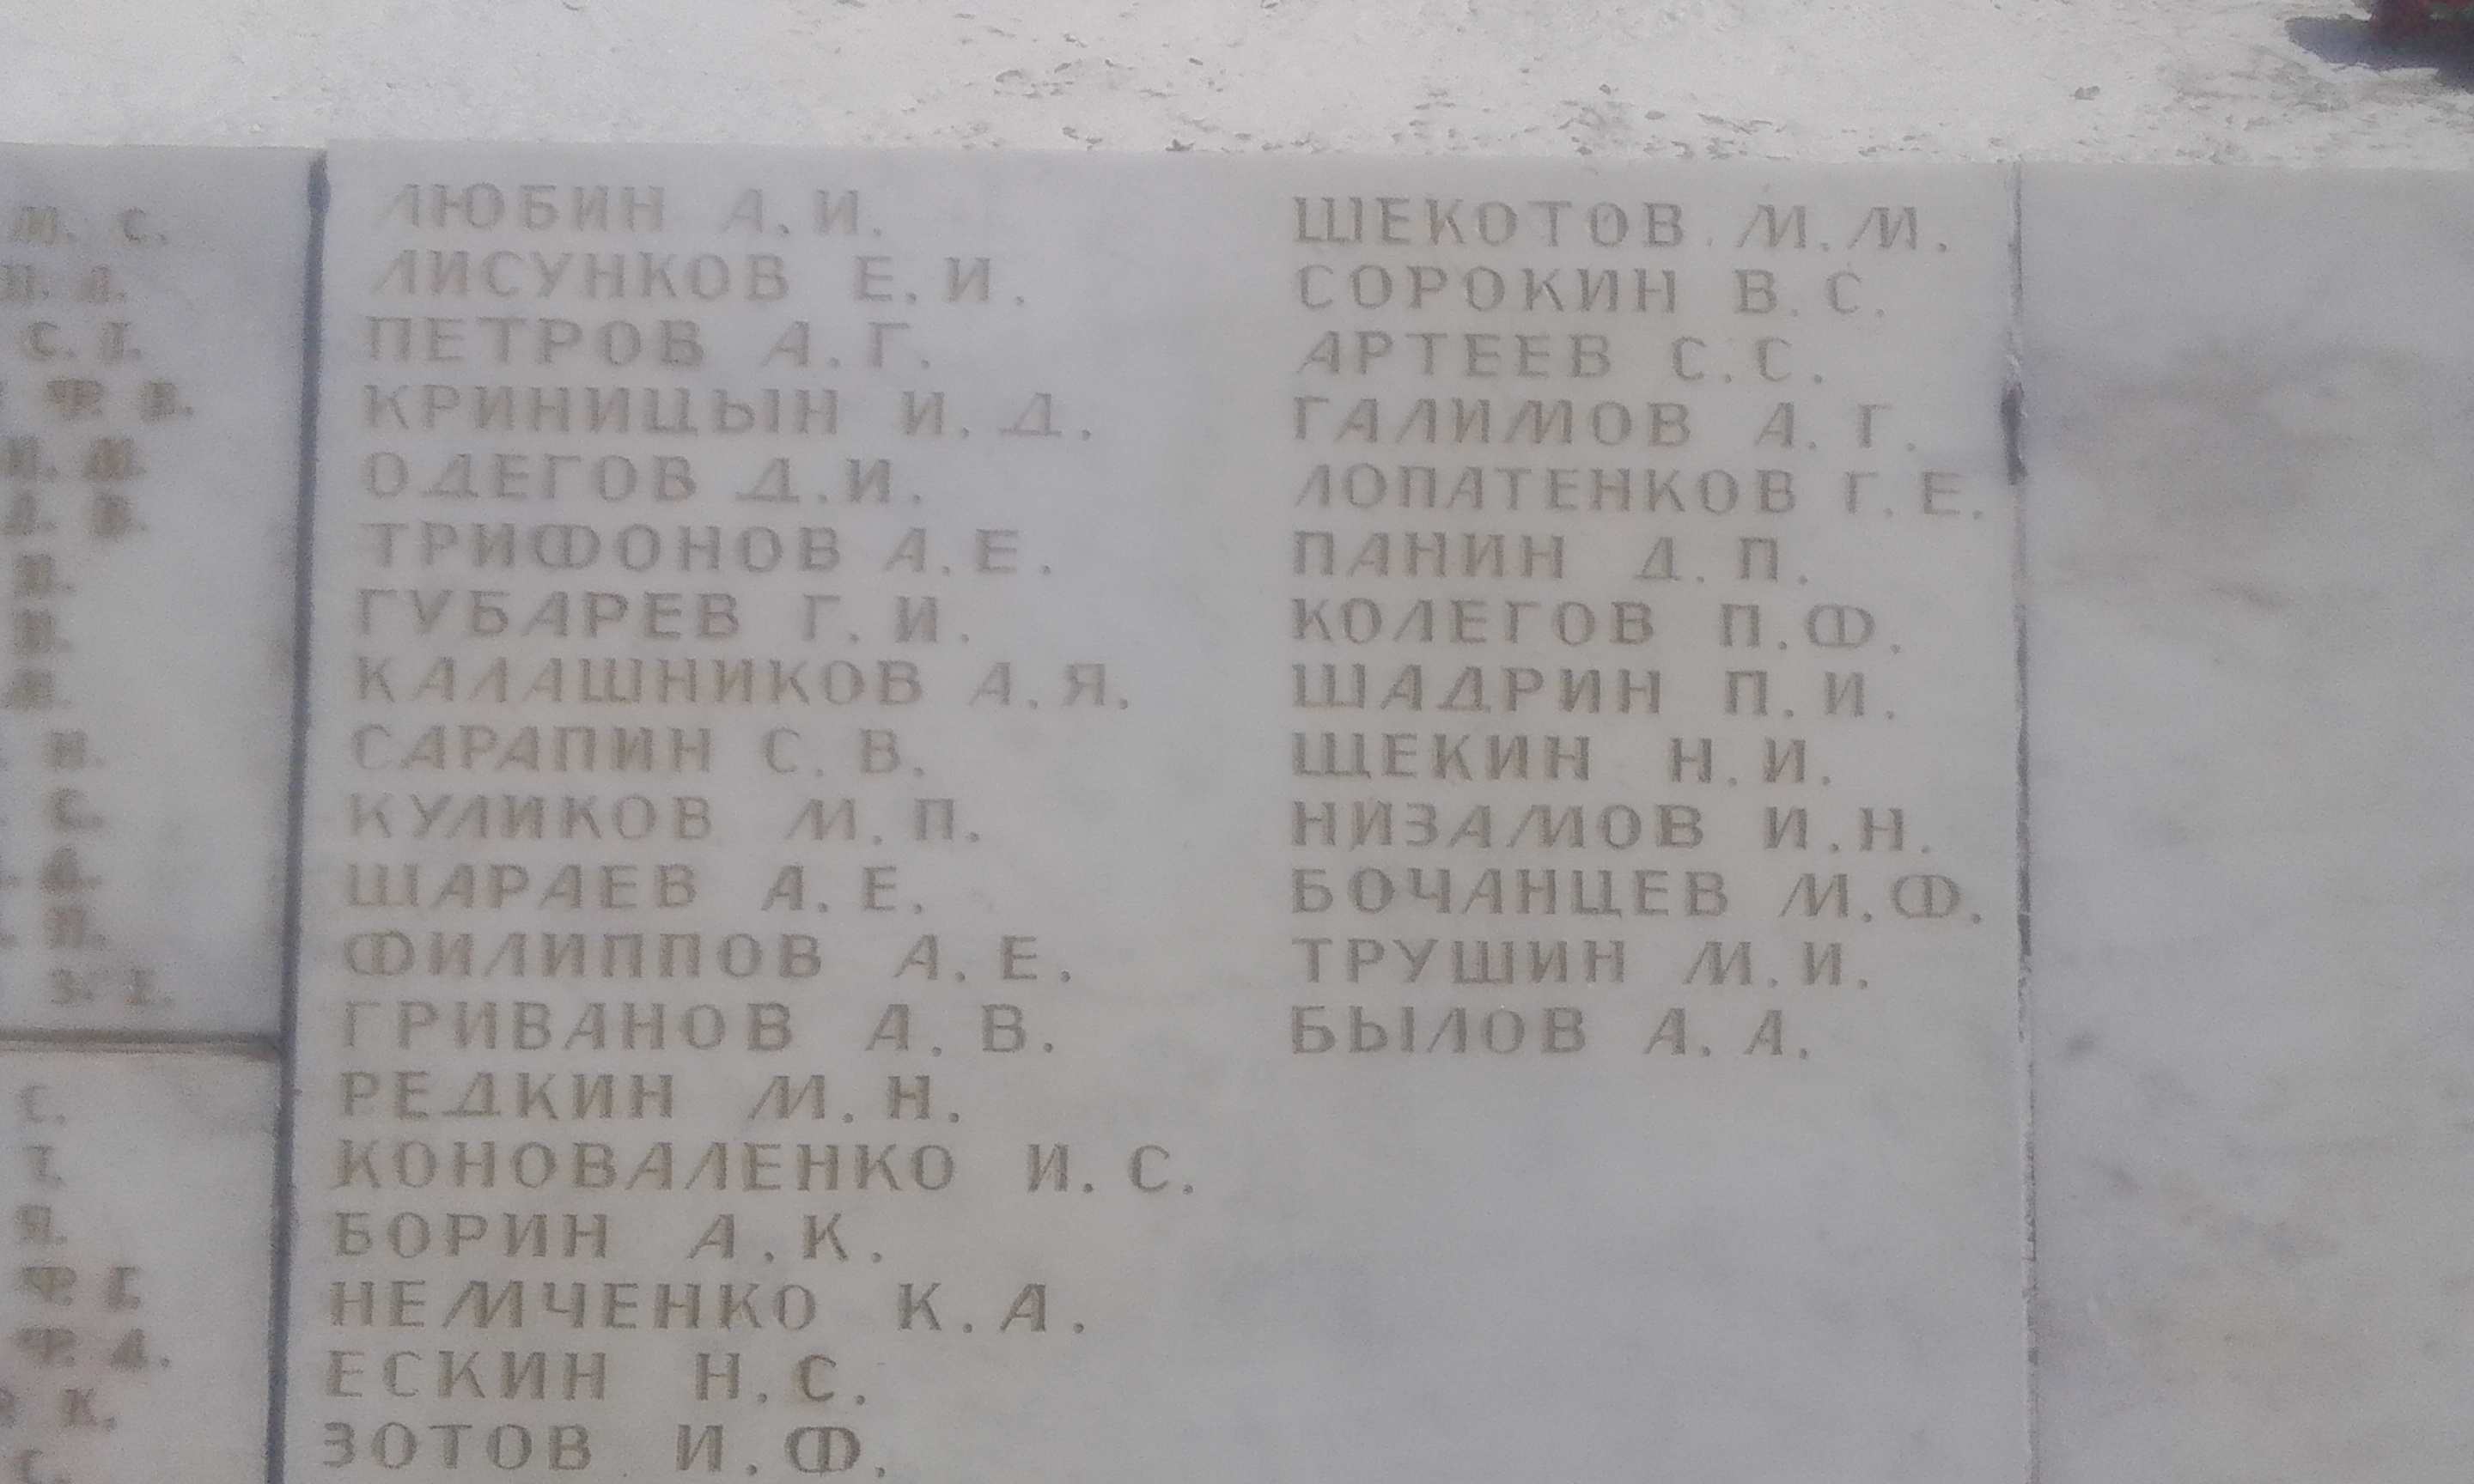 ЛЮБИН А.И.
ЛИСУНКОВ Е.И.
ПЕТРОВ А.Г.
КРИНИЦЫН И.Д.
ОДЕГОВ Д.И.
ТРИФОНОВ А.Е.
ГУБАРЕВ Г.И.
КАЛАШНИКОВ А.Я.
САРАПИН С.В.
КУЛИКОВ М.П.
ШАРАЕВ А.Е.
ФИЛИППОВ А.Е.
ГРИВАНОВ А.В.
РЕДКИН М.Н.
КОНОВАЛЕНКО И.С.
БОРИН А.К.
НЕМЧЕНКО К.А.
ЕСКИН Н.С.
ЗОТОВ И.Ф.
ШЕКОТОВ М.М.
СОРОКИН В.С.
АРТЕЕВ С.С.
ГАЛИМОВ А.Г.
ЛОПАТЕНКОВ Г.Е.
ПАНИН Д.П.
КОЛЕГОВ П.Ф.
ШАДРИН П.И.
ЩЕКИН Н.И.
НИЗАМОВ И.Н.
БОЧАНЦЕВ М.Ф.
ТРУШИН М.И.
БЫЛОВ А.А.